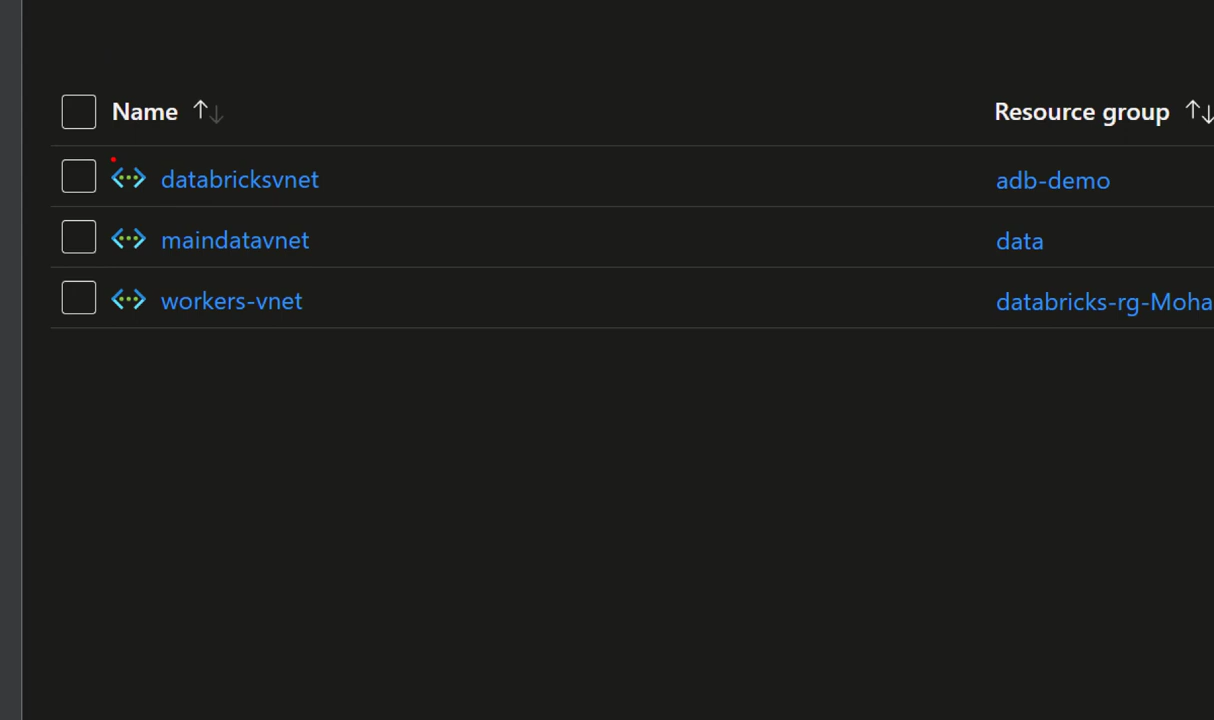 Name Resource group
databricksvnet adb-demo
maindatavnet data
workers-vnet databricks-rg-Moha